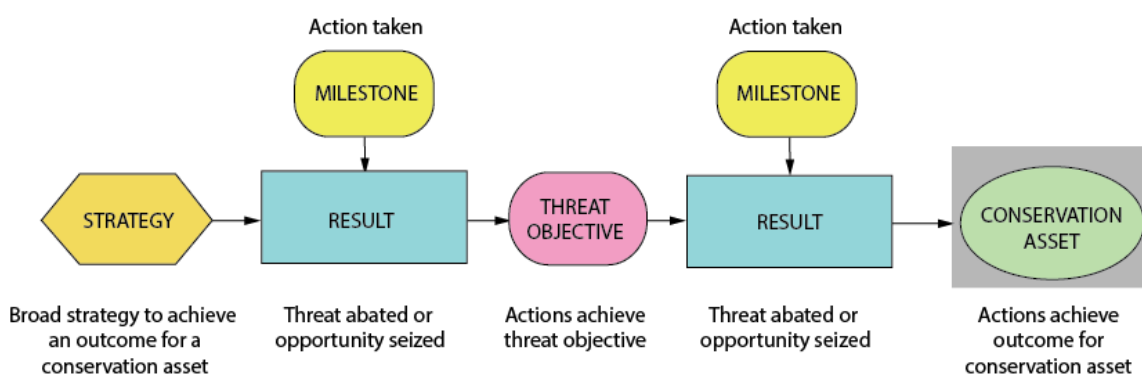 Action taken
Action taken
MILESTONE
MILESTONE
STRATEGY
RESULT
THREAT
OBJECTIVE
RESULT
CONSERVATION
ASSET
Broad strategy to achieve
an outcome for a
conservation asset
Threat abated or
opportunity seized
Actions achieve
threat objective
Threat abated or
opportunity seized
Actions achieve
outcome for
conservation asset